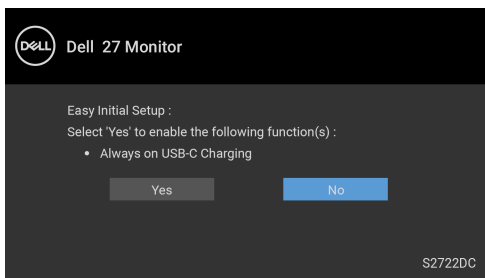 DELL
Dell 27 Monitor
Easy Initial Setup :
Select 'Yes' to enable the following function(s) :
• Always on USB-C Charging
Yes
No
S2722DC